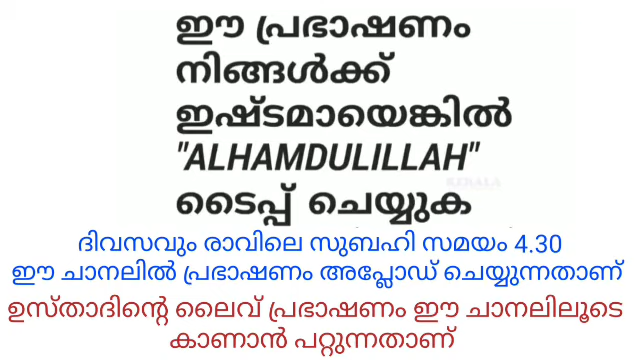 ഈ പ്രഭാഷണം
നിങ്ങൾക്ക്
ഇഷ്ടമായെങ്കിൽ
"ALHAMDULILLAH"
ടൈപ്പ് ചെയ്യുക
KERALA
ദിവസവും രാവിലെ സുബഹി സമയം 4.30
ഈ ചാനലിൽ പ്രഭാഷണം അപ്ലോഡ് ചെയ്യുന്നതാണ്
ഉസ്താദിന്റെ ലൈവ് പ്രഭാഷണം ഈ ചാനലിലൂടെ
കാണാൻ പറ്റുന്നതാണ്